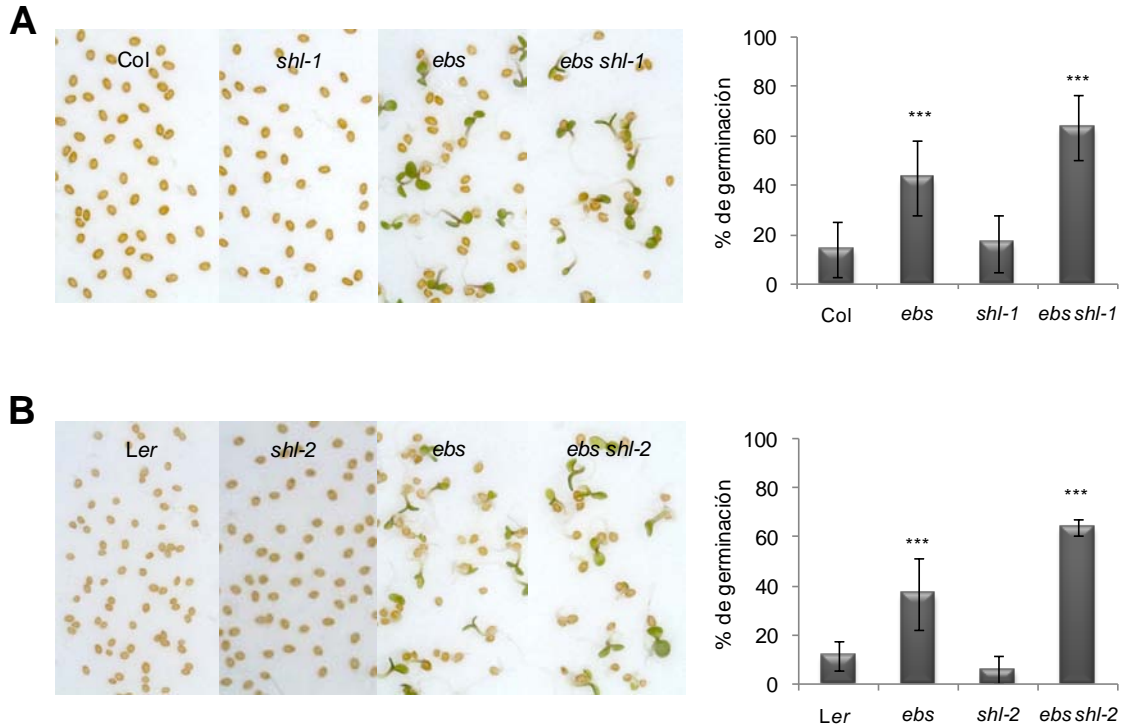 A
Col
shl-1
ebs
ebs shl-1
% de germinación
100
80
60
40
20
0
***
***
Col
ebs
shl-1
ebs shl-1
B
Ler
shl-2
ebs
ebs shl-2
% de germinación
100
80
60
40
20
0
***
***
Ler
ebs
shl-2
ebs shl-2